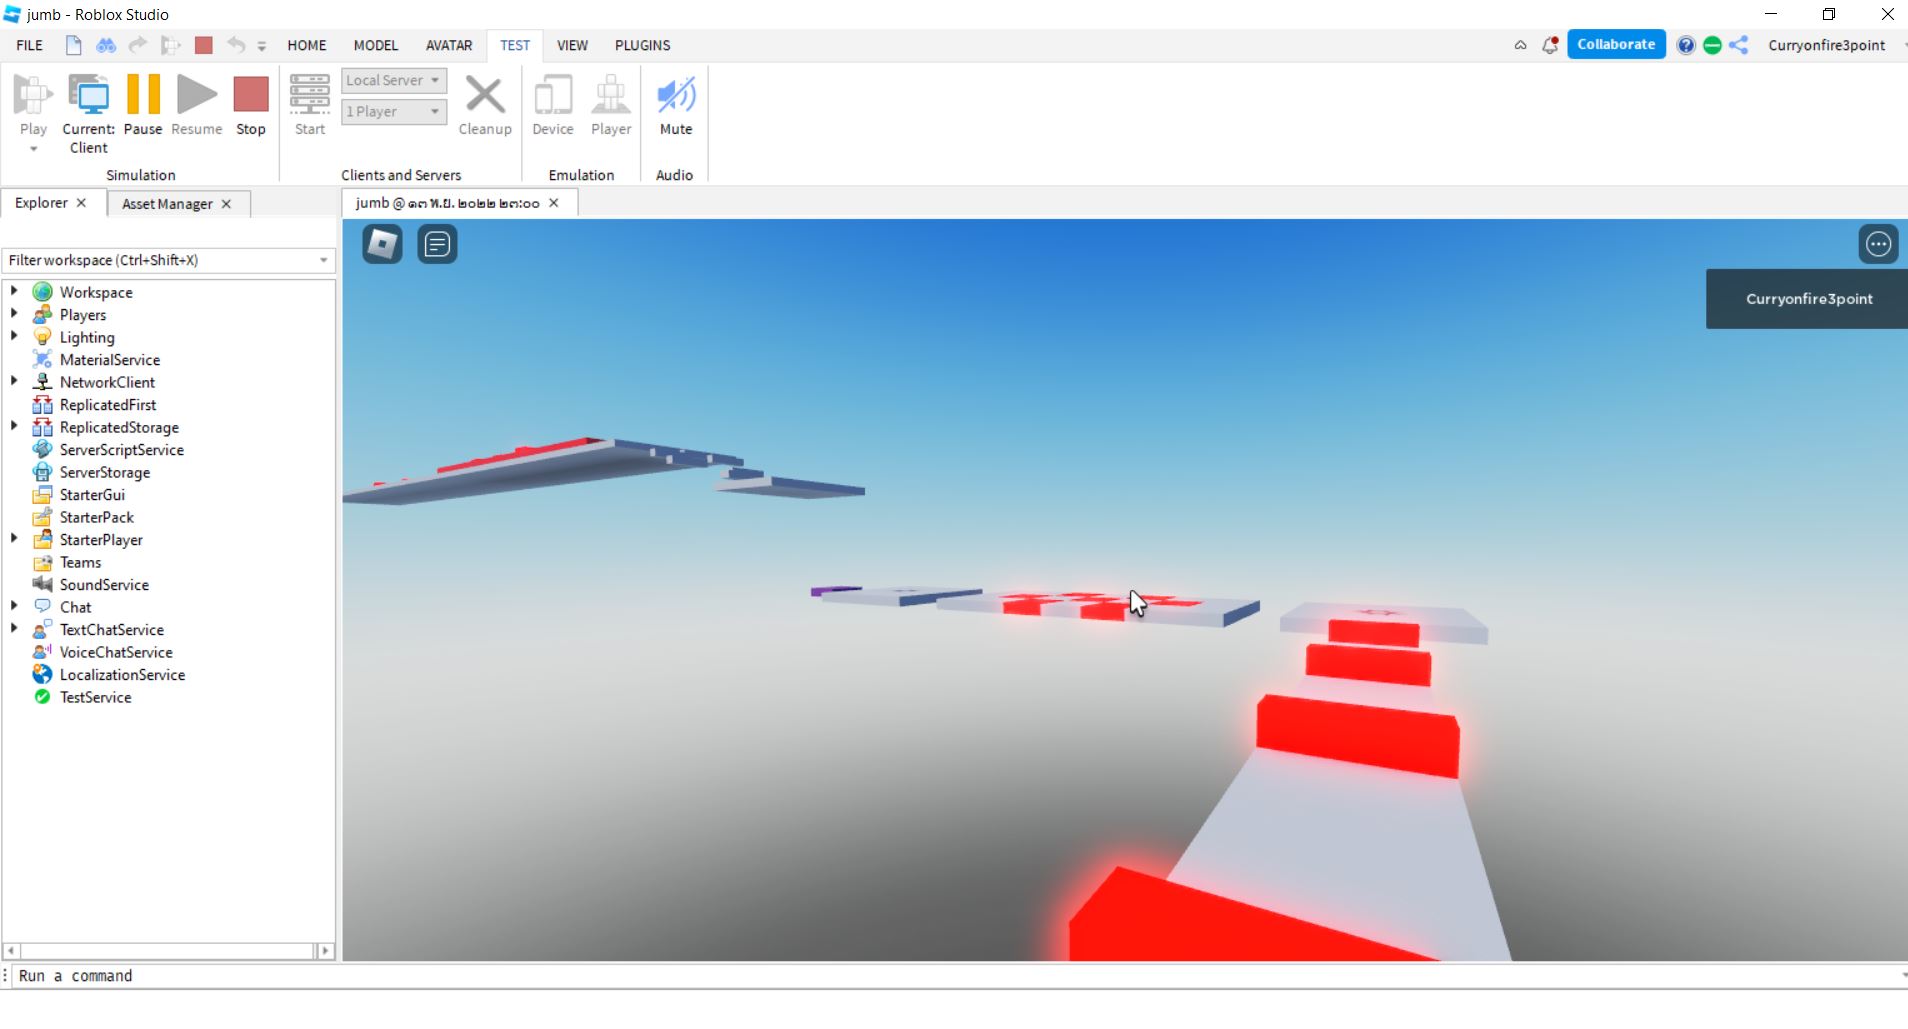 jumb - Roblox Studio
FILE HOME MODEL AVATAR TEST VIEW PLUGINS Collaborate Curryonfire3point
Play Current: Client Pause Resume Stop
Simulation
Start Local Server 1 Player Cleanup
Clients and Servers
Device Player
Emulation
Mute
Audio
Explorer Asset Manager jumb @ ๑๓ พ.ย. ๒๐๒๒ ๒๓:๐๐
Filter workspace (Ctrl+Shift+X)
Workspace
Players
Lighting
MaterialService
NetworkClient
ReplicatedFirst
ReplicatedStorage
ServerScriptService
ServerStorage
StarterGui
StarterPack
StarterPlayer
Teams
SoundService
Chat
TextChatService
VoiceChatService
LocalizationService
TestService
Curryonfire3point
Run a command